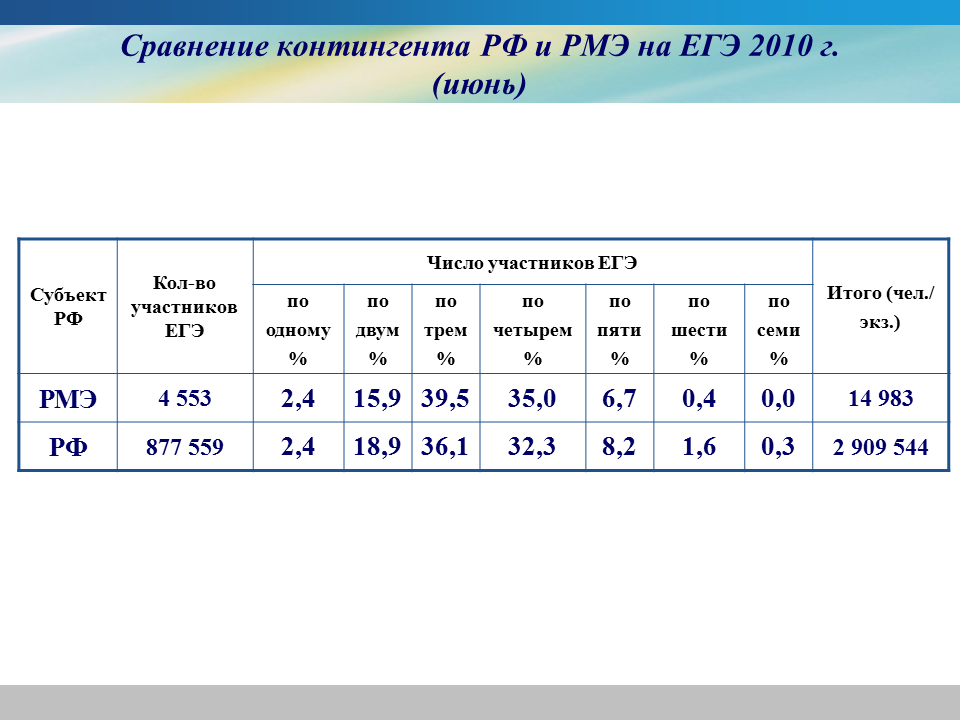 Сравнение контингента РФ и РМЭ на ЕГЭ 2010 г.
(июнь)
Субъект
РФ
Кол-во
участников
ЕГЭ
Число участников ЕГЭ
Итого (чел./
экз.)
по
одному
%
по
двум
%
по
трем
%
по
четырем
%
по
пяти
%
по
шести
%
по
семи
%
РМЭ 4 553 2,4 15,9 39,5 35,0 6,7 0,4 0,0 14 983
РФ 877 559 2,4 18,9 36,1 32,3 8,2 1,6 0,3 2 909 544